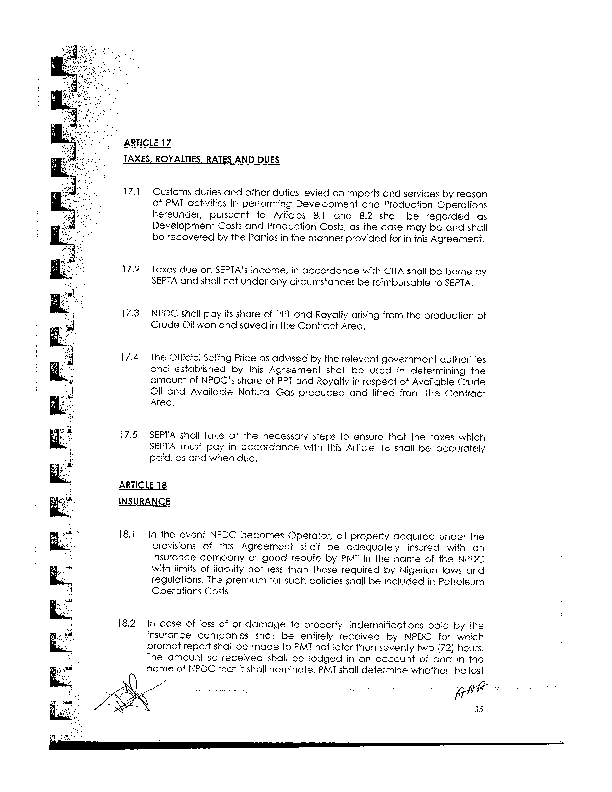 ARTICLE 17
TAXES, ROYALTIES, RATES AND DUES
17.1 Customs duties and other duties levied on imports and services by reason
of PMT activities in performing Development and Production Operations
hereunder, pursuant to Articles 8.1 and 8.2 shall be regarded as
Development Costs and Production Costs, as the case may be and shall
be recovered by the Parties in the manner provided for in this Agreement.
17.2 Taxes due on SEPTA's income, in accordance with CITA shall be borne by
SEPTA and shall not under any circumstances be reimbursable to SEPTA.
17.3 NPDC shall pay its share of PPT and Royalty arising from the production of
Crude Oil won and saved in the Contract Area.
17.4 The Official Selling Price as advised by the relevant government authorities
and established by this Agreement shall be used in determining the
amount of NPDC's share of PPT and Royalty in respect of Available Crude
Oil and Available Natural Gas produced and lifted from the Contract
Area.
17.5 SEPTA shall take all the necessary steps to ensure that the taxes which
SEPTA must pay in accordance with this Article 16 shall be accurately
paid, as and when due.
ARTICLE 18
INSURANCE
18.1 In the event NPDC becomes Operator, all property acquired under the
provisions of this Agreement shall be adequately insured with an
insurance company of good repute by PMT in the name of the NPDC
with limits of liability not less than those required by Nigerian laws and
regulations. The premium for such policies shall be included in Petroleum
Operations Costs.
18.2 In case of loss of or damage to property, indemnifications paid by the
insurance companies shall be entirely received by NPDC for which
prompt report shall be made to PMT not later than seventy two (72) hours.
The amount so received shall be lodged in an account of and in the
name of NPDC that it shall nominate. PMT shall determine whether the lost
35